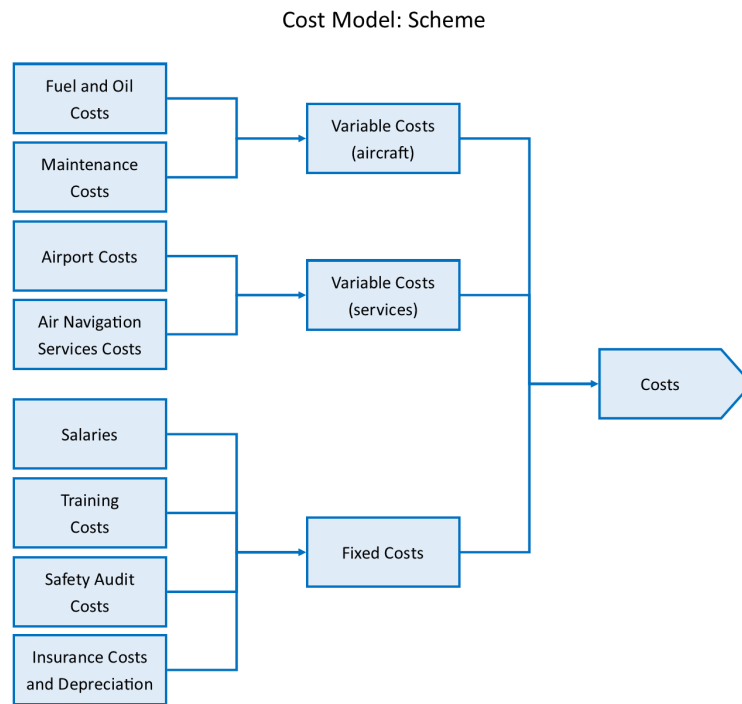 Cost Model: Scheme
Fuel and Oil
Costs
Maintenance
Costs
Airport Costs
Air Navigation
Services Costs
Salaries
Training
Costs
Safety Audit
Costs
Insurance Costs
and Depreciation
Variable Costs
(aircraft)
Variable Costs
(services)
Fixed Costs
Costs